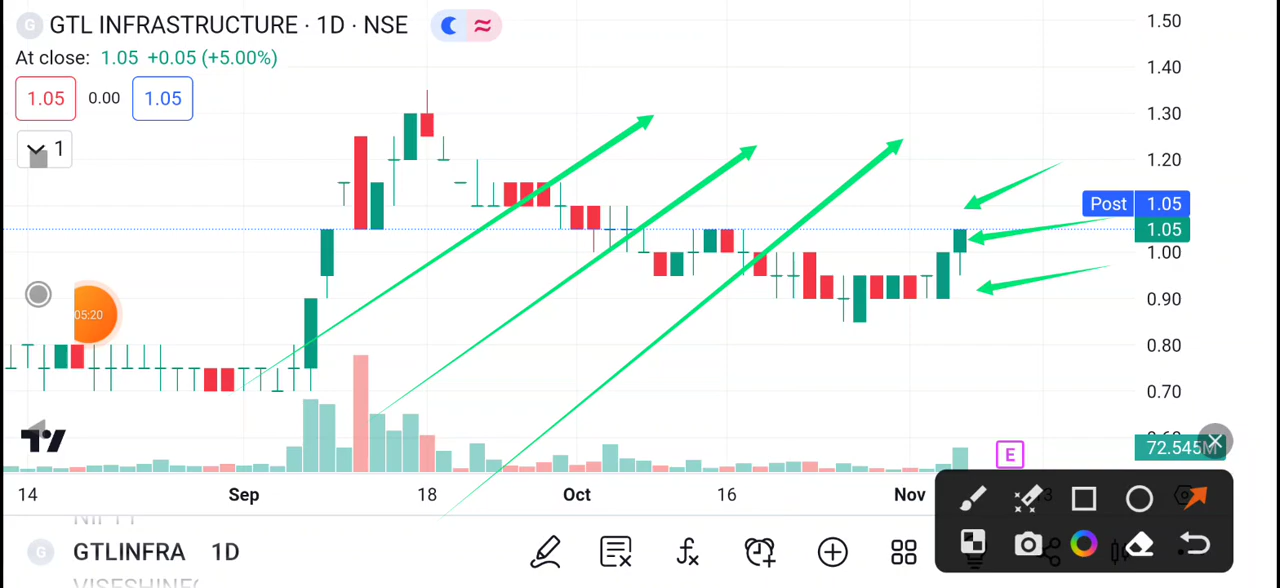 G GTL INFRASTRUCTURE · 1D · NSE
At close: 1.05 +0.05 (+5.00%)
1.05 0.00 1.05
1
1.50
1.40
1.30
1.20
Post 1.05
1.05
1.00
0.90
0.80
0.70
05:20
72.545M
E
14 Sep 18 Oct 16 Nov
NIFTY
G GTLINFRA 1D